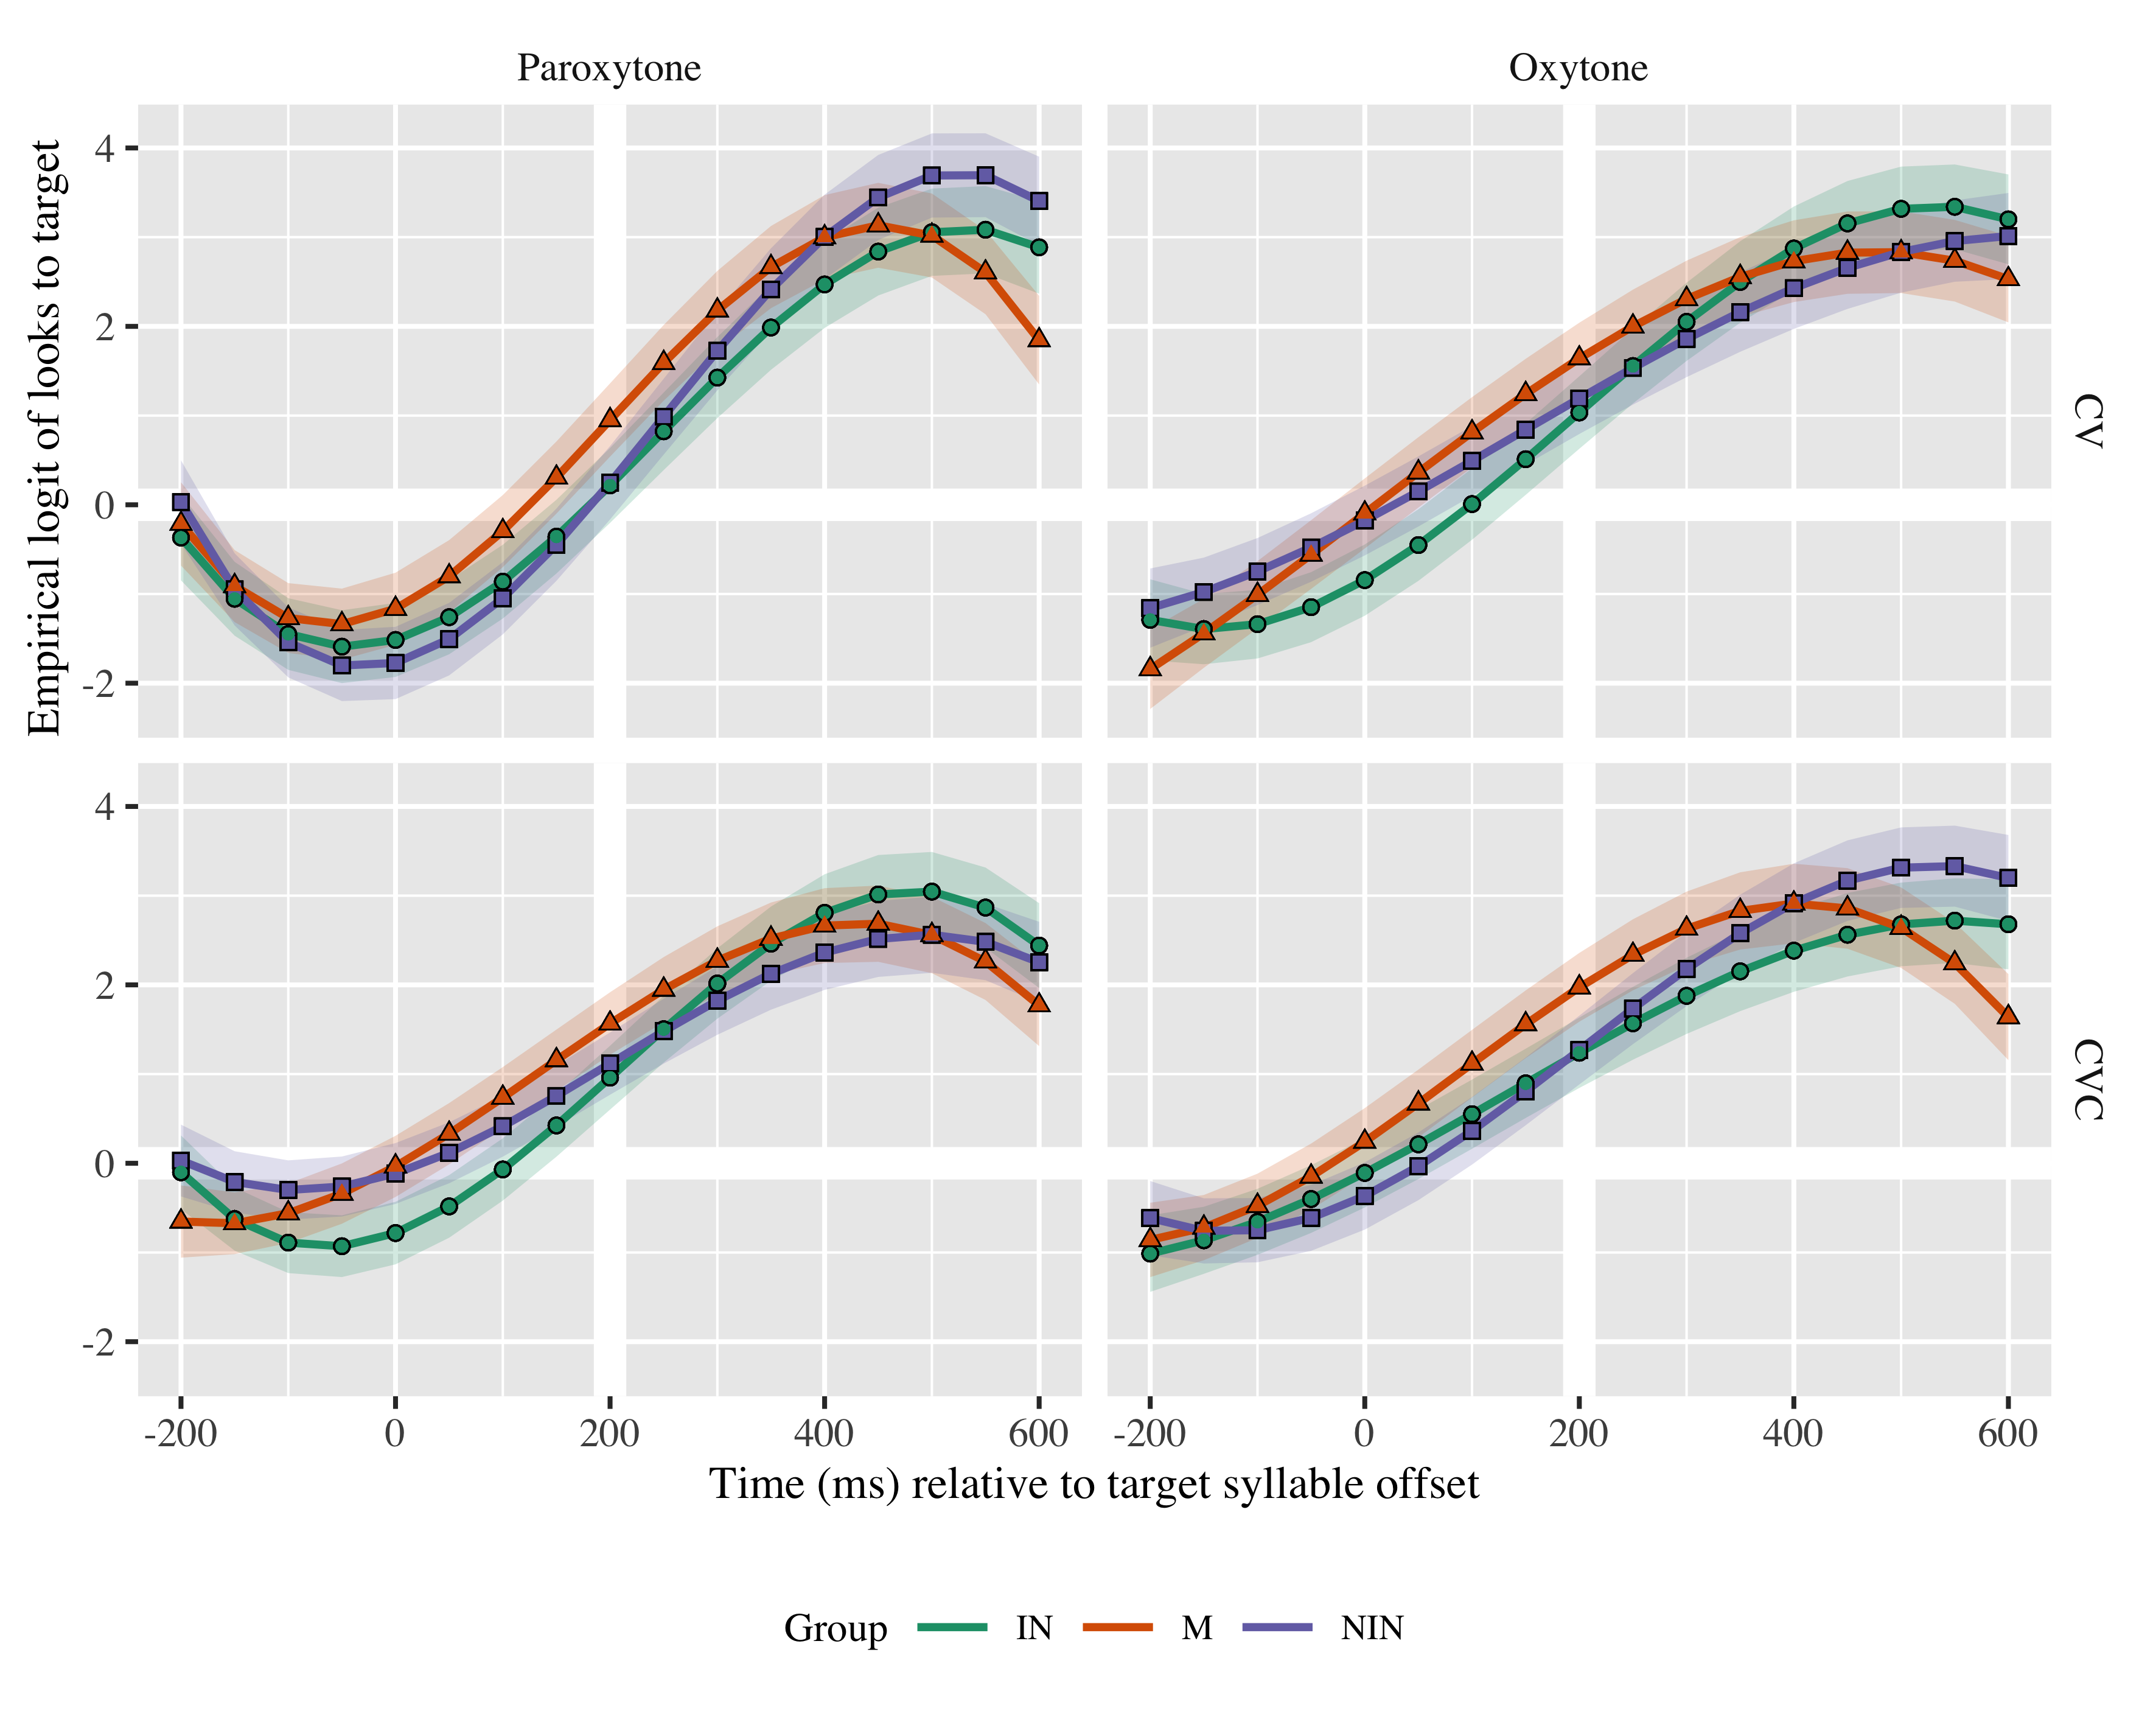 Paroxytone
Oxytone
Empirical logit of looks to target
4
2
0
-2
CV
4
2
0
-2
CVC
-200 0 200 400 600
-200 0 200 400 600
Time (ms) relative to target syllable offset
Group IN M NIN